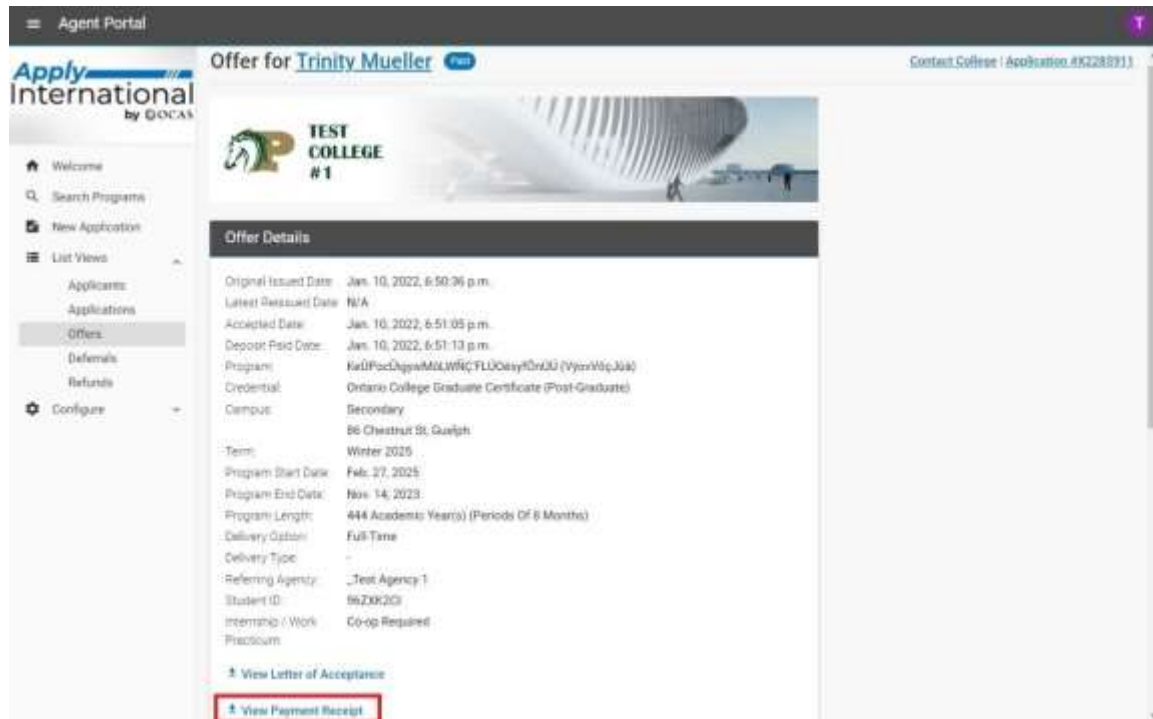 Agent Portal
T
Apply
International
by OCAS
Welcome
Search Programs
New Application
List Views
Applicants
Applications
Offers
Deferrals
Refunds
Configure
Offer for Trinity Mueller Paid
Contact College | Application #K2283911
TEST
COLLEGE
#1
Offer Details
Original Issued Date: Jan. 10, 2022, 6:50:36 p.m.
Latest Reissued Date: N/A
Accepted Date: Jan. 10, 2022, 6:51:05 p.m.
Deposit Paid Date: Jan. 10, 2022, 6:51:13 p.m.
Program:
Credential: Ontario College Graduate Certificate (Post-Graduate)
Campus: Secondary
86 Chestnut St, Guelph
Term: Winter 2025
Program Start Date: Feb. 27, 2025
Program End Date: Nov. 14, 2023
Program Length: 444 Academic Year(s) (Periods Of 8 Months)
Delivery Option: Full-Time
Delivery Type: -
Referring Agency: _Test Agency 1
Student ID:
Internship / Work Co-op Required
Practicum:
View Letter of Acceptance
View Payment Receipt